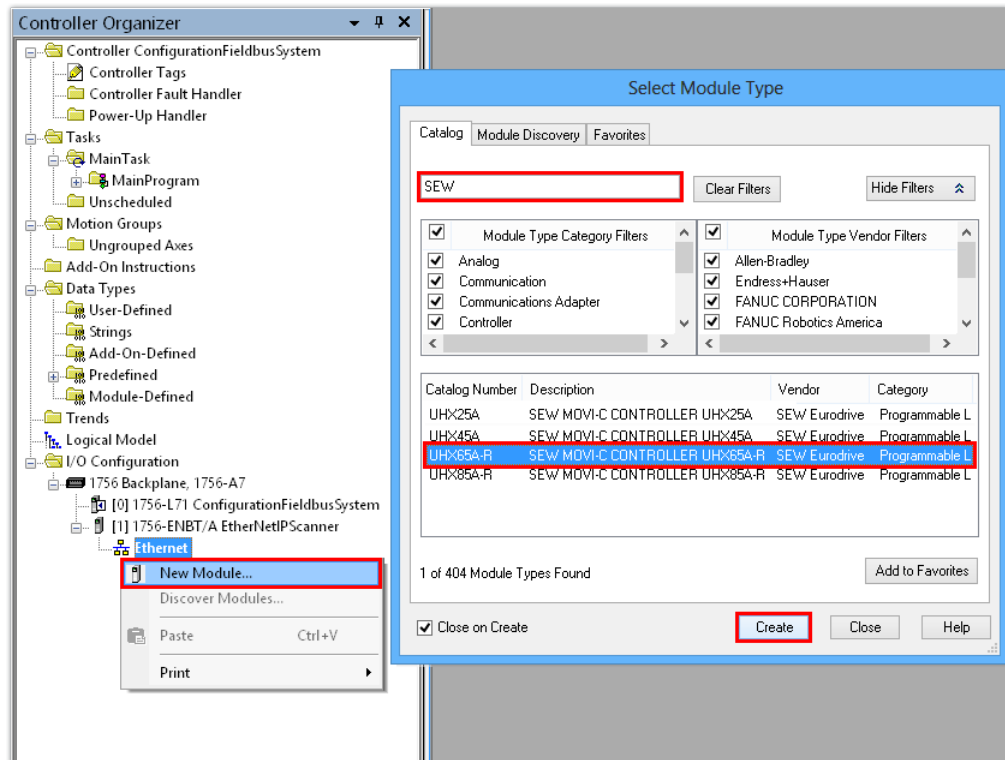 Controller Organizer
Controller ConfigurationFieldbusSystem
Controller Tags
Controller Fault Handler
Power-Up Handler
Tasks
MainTask
MainProgram
Unscheduled
Motion Groups
Ungrouped Axes
Add-On Instructions
Data Types
User-Defined
Strings
Add-On-Defined
Predefined
Module-Defined
Trends
Logical Model
I/O Configuration
1756 Backplane, 1756-A7
[0] 1756-L71 ConfigurationFieldbusSystem
[1] 1756-ENBT/A EtherNetIPScanner
Ethernet
New Module...
Discover Modules...
Paste Ctrl+V
Print
Select Module Type
Catalog Module Discovery Favorites
SEW Clear Filters Hide Filters
Module Type Category Filters
Analog
Communication
Communications Adapter
Controller
Module Type Vendor Filters
Allen-Bradley
Endress+Hauser
FANUC CORPORATION
FANUC Robotics America
Catalog Number Description Vendor Category
UHX25A SEW MOVI-C CONTROLLER UHX25A SEW Eurodrive Programmable L
UHX45A SEW MOVI-C CONTROLLER UHX45A SEW Eurodrive Programmable L
UHX65A-R SEW MOVI-C CONTROLLER UHX65A-R SEW Eurodrive Programmable L
UHX85A-R SEW MOVI-C CONTROLLER UHX85A-R SEW Eurodrive Programmable L
1 of 404 Module Types Found Add to Favorites
Close on Create Create Close Help